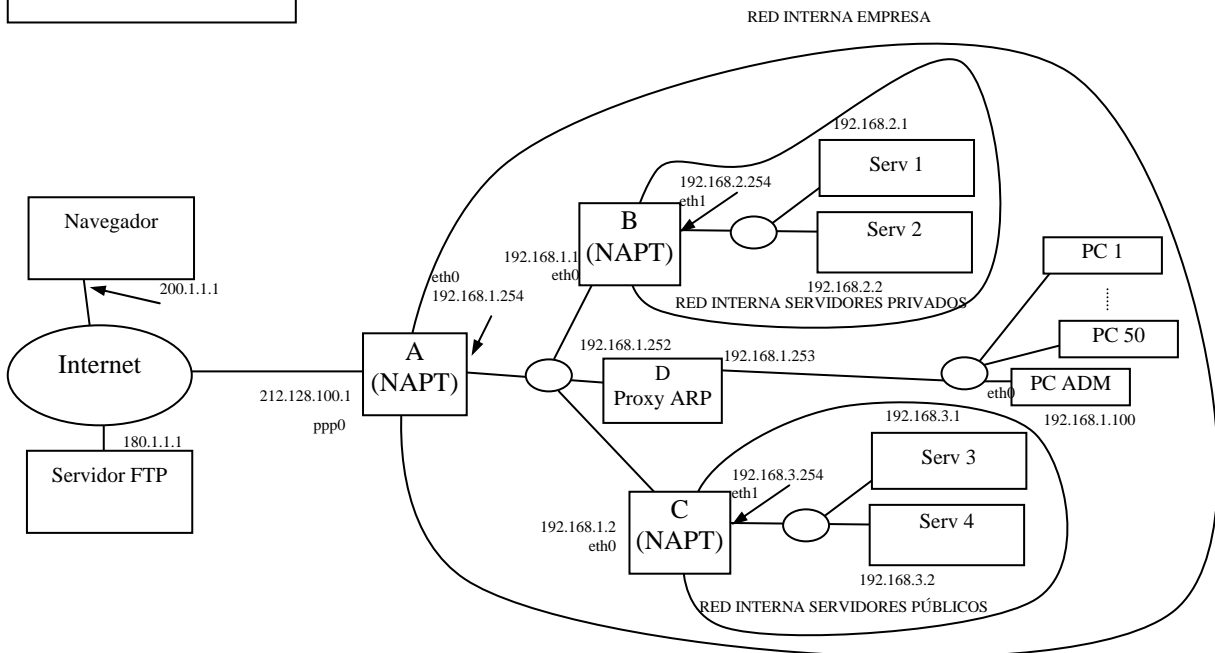 RED INTERNA EMPRESA
192.168.2.1
Serv 1
192.168.2.254
eth1
Navegador
B
(NAPT)
Serv 2
PC 1
192.168.1.1
eth0
eth0
192.168.1.254
200.1.1.1
192.168.2.2
RED INTERNA SERVIDORES PRIVADOS
PC 50
Internet
A
(NAPT)
192.168.1.252
192.168.1.253
D
Proxy ARP
PC ADM
eth0
212.128.100.1
ppp0
192.168.1.100
192.168.3.1
180.1.1.1
Servidor FTP
Serv 3
192.168.3.254
eth1
C
(NAPT)
192.168.1.2
eth0
Serv 4
192.168.3.2
RED INTERNA SERVIDORES PÚBLICOS